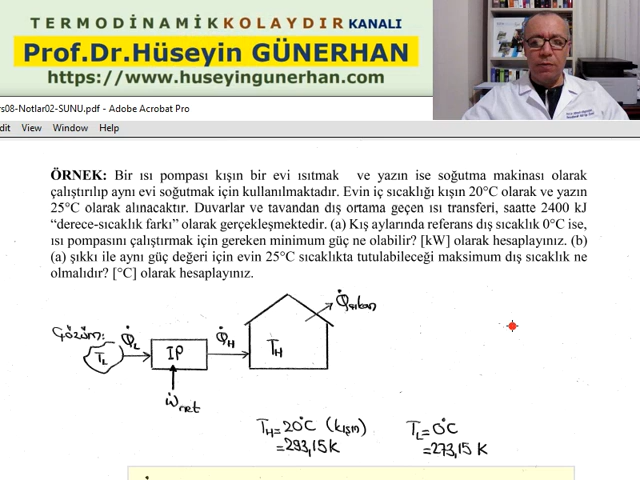 TERMODİNAMİK KOLAYDIR KANALI
Prof.Dr.Hüseyin GÜNERHAN
https://www.huseyingunerhan.com
rs08-Notlar02-SUNU.pdf - Adobe Acrobat Pro
dit View Window Help
ÖRNEK: Bir ısı pompası kışın bir evi ısıtmak ve yazın ise soğutma makinası olarak
çalıştırılıp aynı evi soğutmak için kullanılmaktadır. Evin iç sıcaklığı kışın 20°C olarak ve yazın
25°C olarak alınacaktır. Duvarlar ve tavandan dış ortama geçen ısı transferi, saatte 2400 kJ
“derece-sıcaklık farkı” olarak gerçekleşmektedir. (a) Kış aylarında referans dış sıcaklık 0°C ise,
ısı pompasını çalıştırmak için gereken minimum güç ne olabilir? [kW] olarak hesaplayınız. (b)
(a) şıkkı ile aynı güç değeri için evin 25°C sıcaklıkta tutulabileceği maksimum dış sıcaklık ne
olmalıdır? [°C] olarak hesaplayınız.
Q̇sızan
Çözüm:
TL Q̇L IP Q̇H TH
Ẇnet
TH=20°C (kışın) TL=0°C
=293,15K =273,15 K